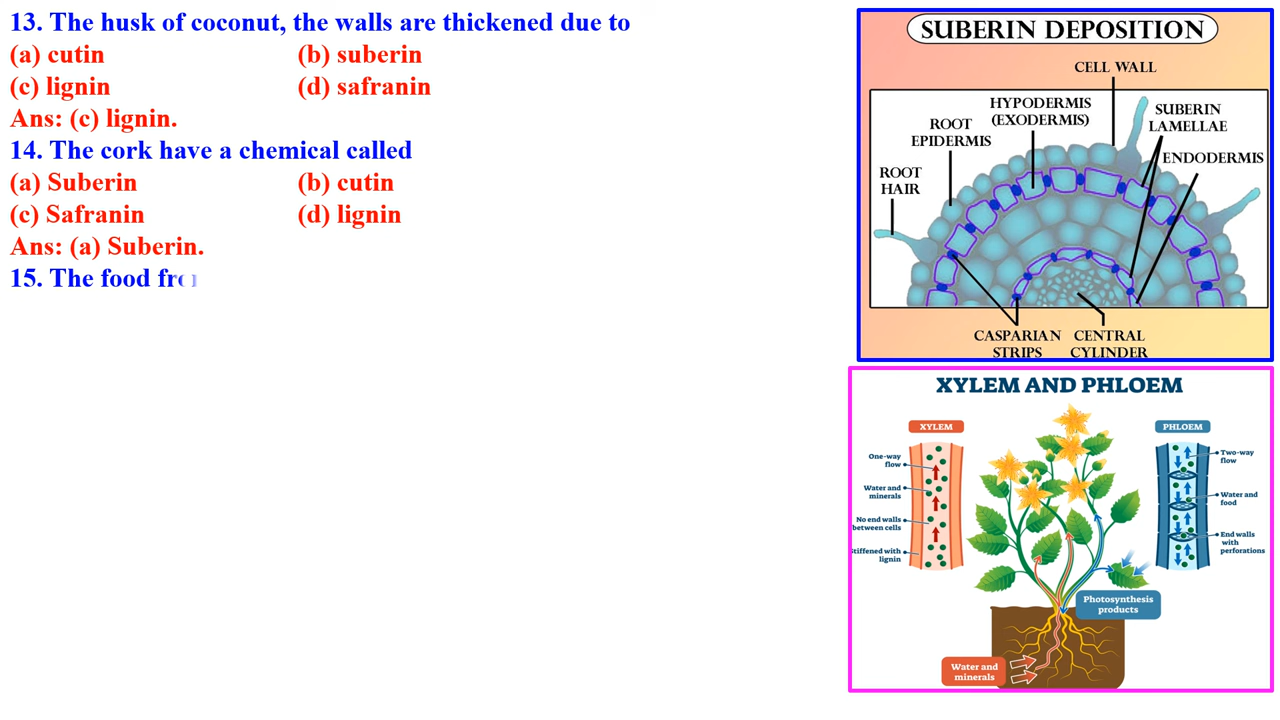 13. The husk of coconut, the walls are thickened due to
(a) cutin (b) suberin
(c) lignin (d) safranin
Ans: (c) lignin.
14. The cork have a chemical called
(a) Suberin (b) cutin
(c) Safranin (d) lignin
Ans: (a) Suberin.
15. The food
SUBERIN DEPOSITION
CELL WALL
HYPODERMIS
(EXODERMIS)
SUBERIN
LAMELLAE
ROOT
EPIDERMIS
ENDODERMIS
ROOT
HAIR
CASPARIAN
STRIPS
CENTRAL
CYLINDER
XYLEM AND PHLOEM
XYLEM
One-way
flow
Water and
minerals
No end walls
between cells
Stiffened with
lignin
PHLOEM
Two-way
flow
Water and
food
End walls
with
perforations
Photosynthesis
products
Water and
minerals